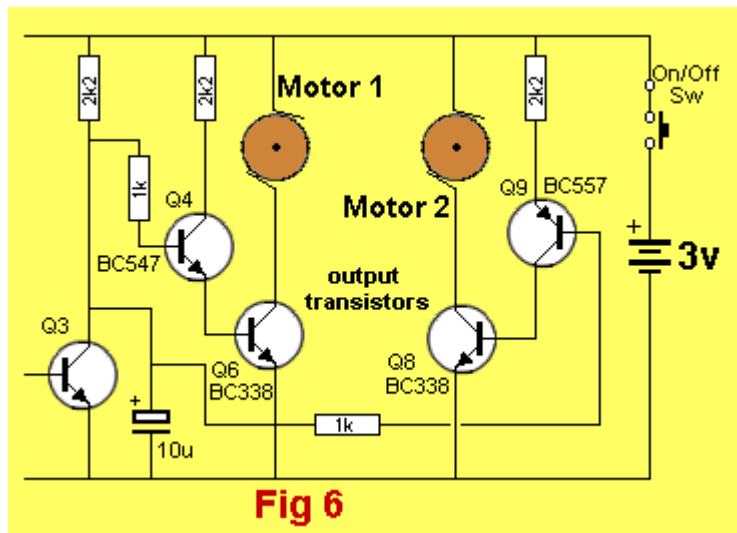 2k2
2k2
Motor 1
2k2
On/Off
Sw
1k
Q4
Q9
BC557
Motor 2
BC547
+
3v
output
transistors
Q3
Q6
BC338
Q8
BC338
+
10u
1k
Fig 6